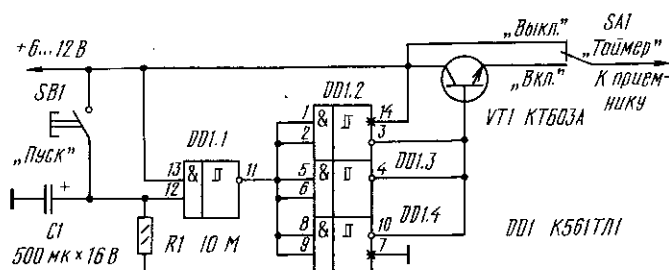 „Выкл."
SA1
+6...12 В
„Таймер"
SB1
DD1.2
„Вкл."
К прием-
нику
1
&
14
2
3
VT1 КТ603А
DD1.1
DD1.3
„Пуск"
13
&
11
5
&
4
12
6
DD1.4
8
&
10
DD1 К561ТЛ1
C1
9
7
500 мк × 16 В
R1 10 М